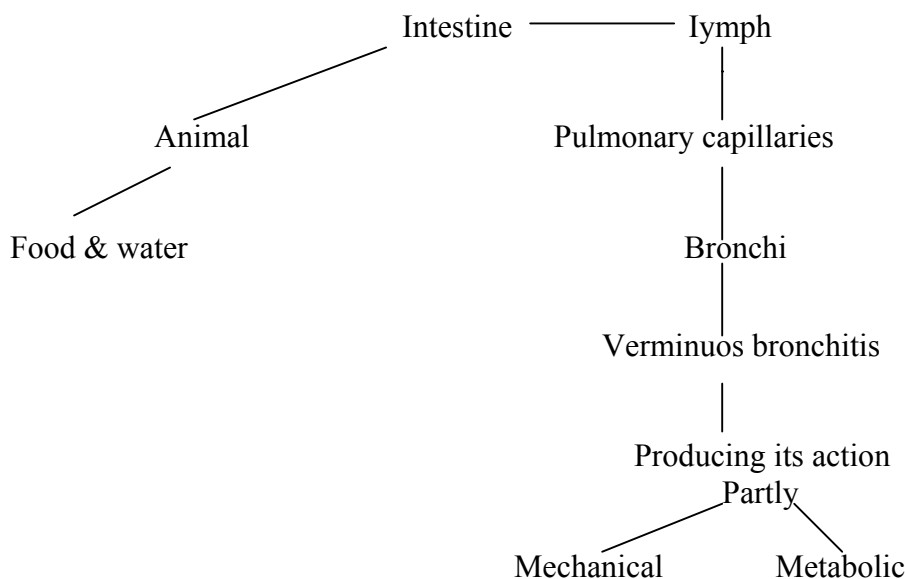 Intestine Iymph
Animal Pulmonary capillaries
Food & water Bronchi
Verminuos bronchitis
Producing its action
Partly
Mechanical Metabolic